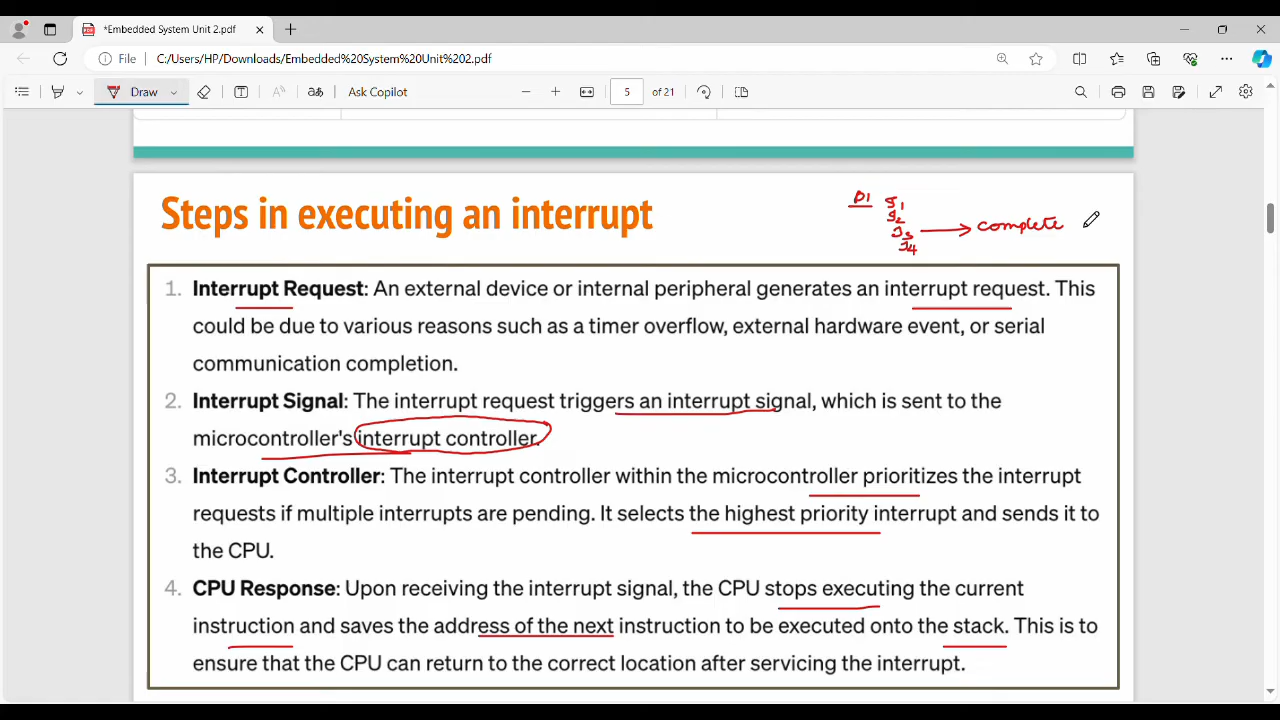 *Embedded System Unit 2.pdf
File C:/Users/HP/Downloads/Embedded%20System%20Unit%202.pdf
Draw Ask Copilot 5 of 21
Steps in executing an interrupt
complete
1. Interrupt Request: An external device or internal peripheral generates an interrupt request. This
could be due to various reasons such as a timer overflow, external hardware event, or serial
communication completion.
2. Interrupt Signal: The interrupt request triggers an interrupt signal, which is sent to the
microcontroller's interrupt controller.
3. Interrupt Controller: The interrupt controller within the microcontroller prioritizes the interrupt
requests if multiple interrupts are pending. It selects the highest priority interrupt and sends it to
the CPU.
4. CPU Response: Upon receiving the interrupt signal, the CPU stops executing the current
instruction and saves the address of the next instruction to be executed onto the stack. This is to
ensure that the CPU can return to the correct location after servicing the interrupt.